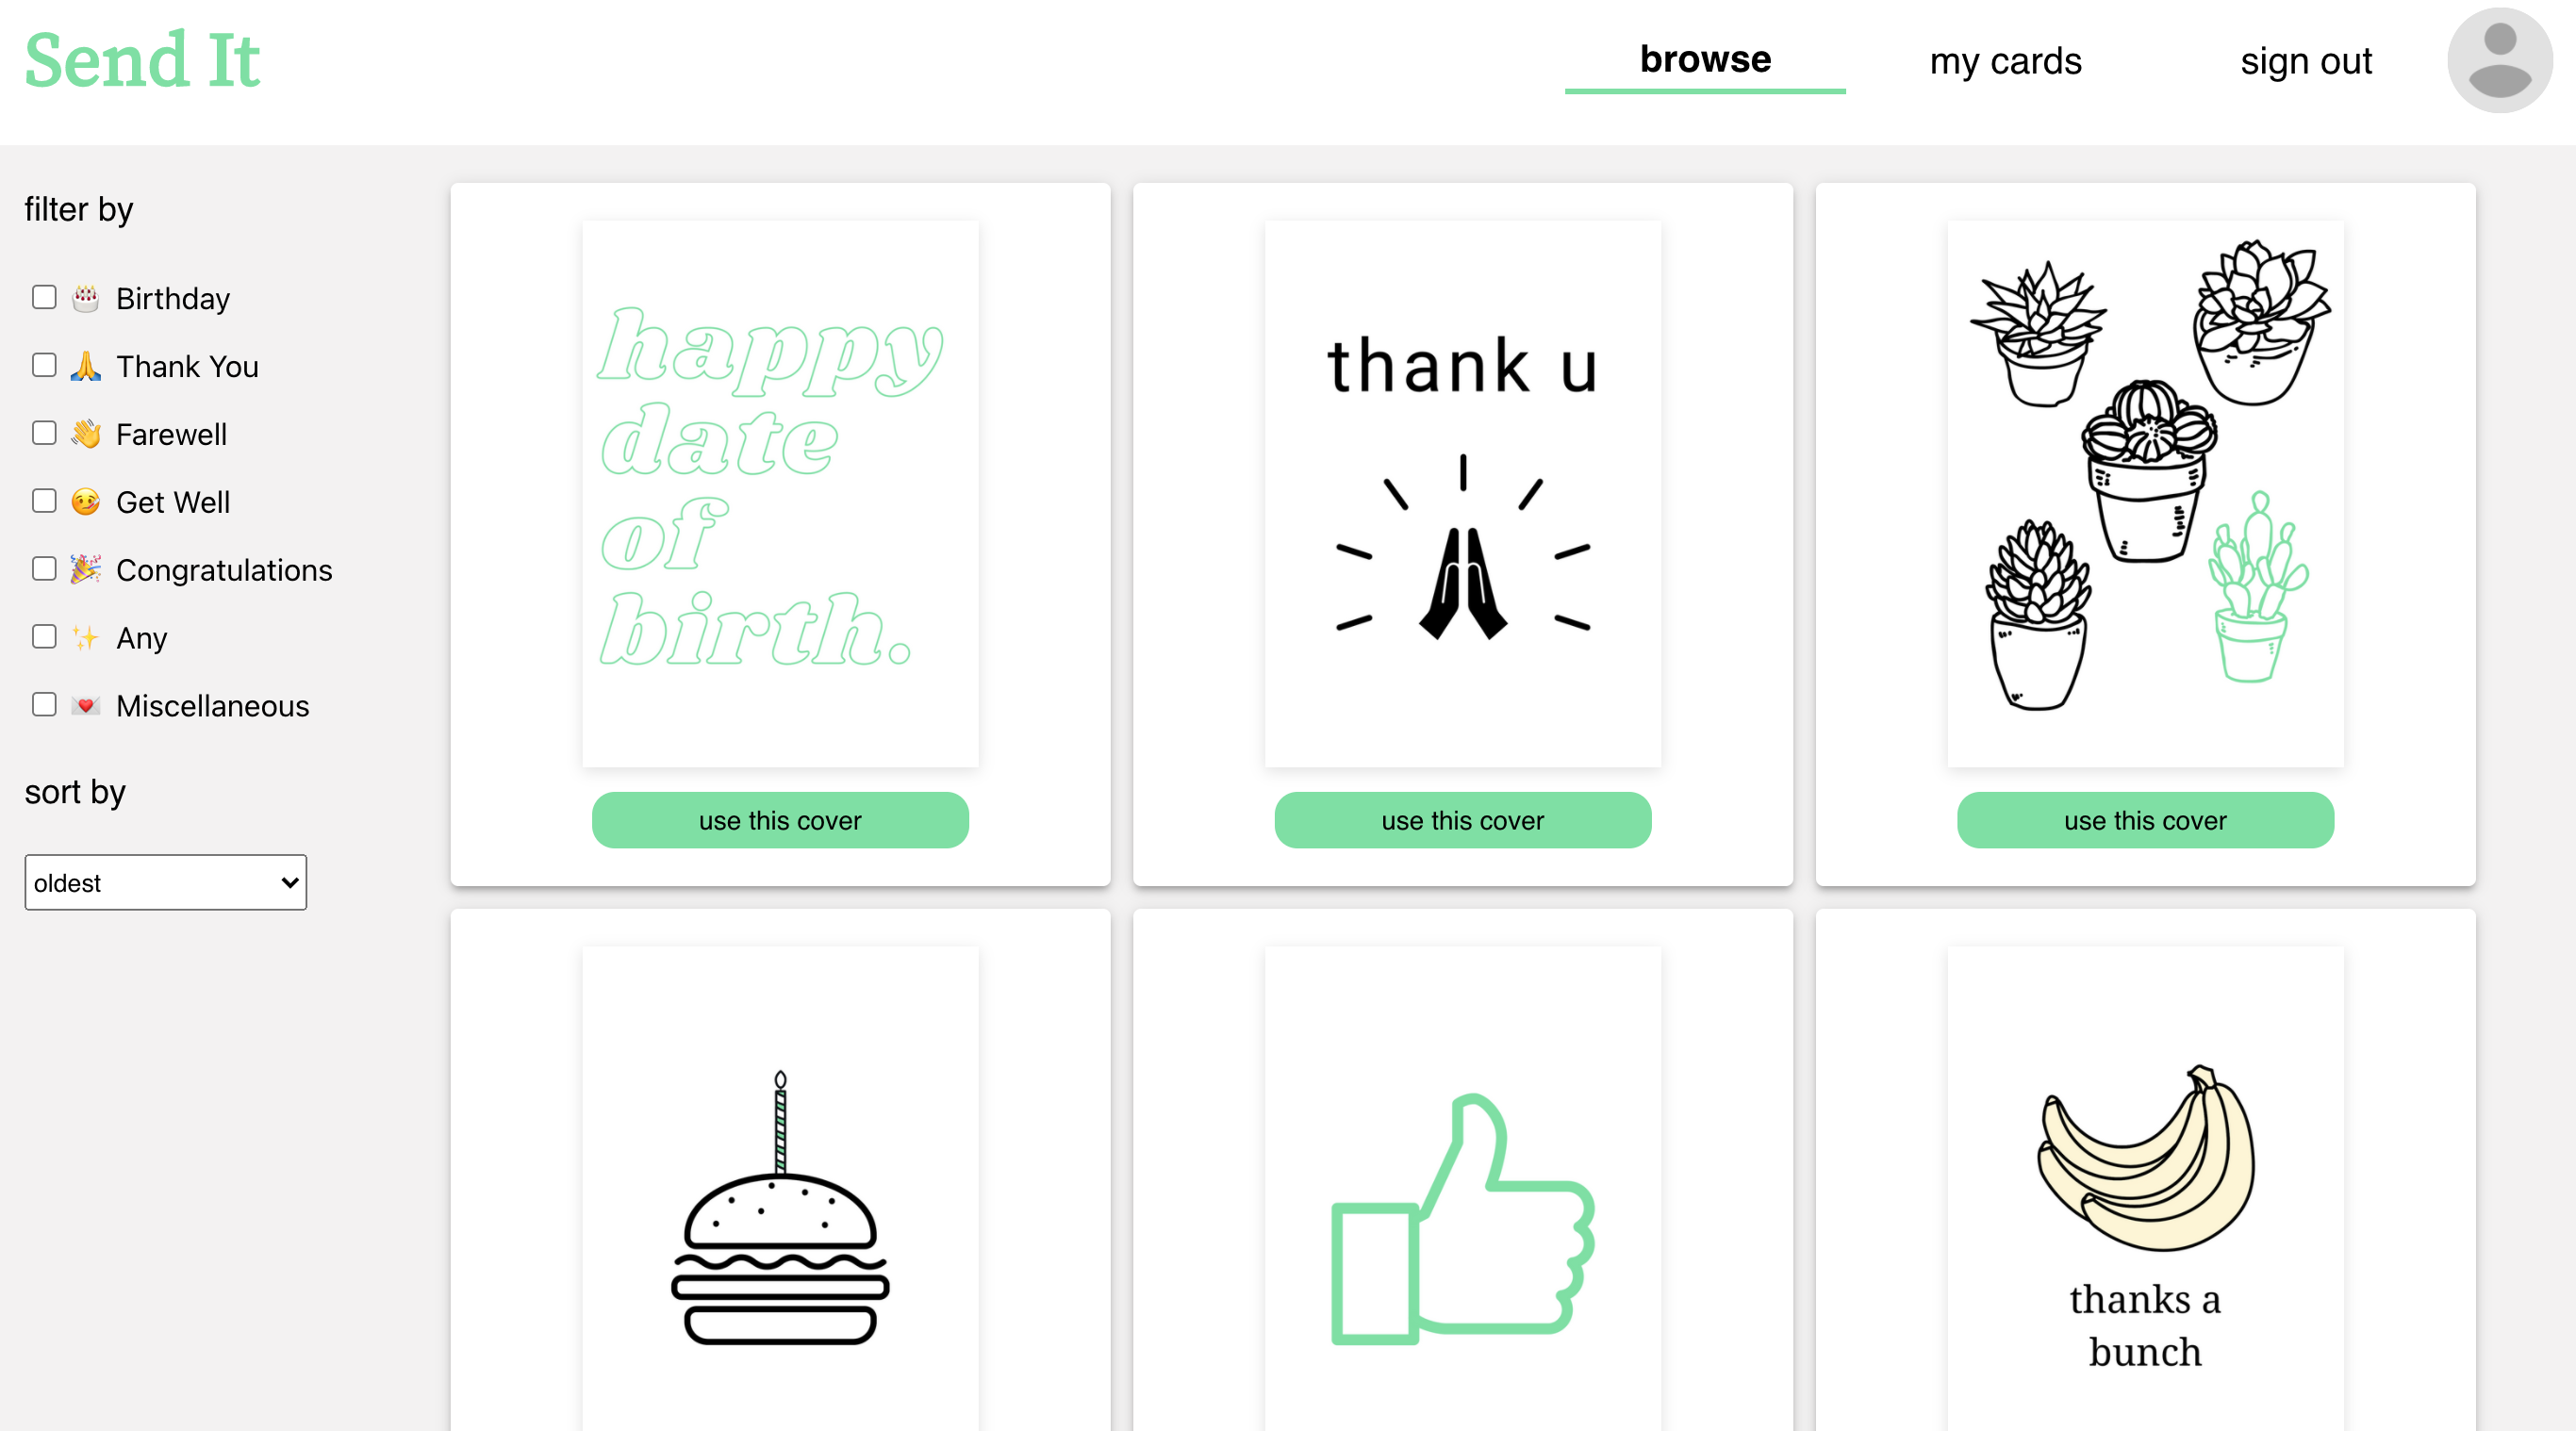 Send It
browse
my cards
sign out
filter by
Birthday
Thank You
Farewell
Get Well
Congratulations
Any
Miscellaneous
sort by
oldest
happy
date
of
birth.
use this cover
thank u
use this cover
use this cover
thanks a
bunch